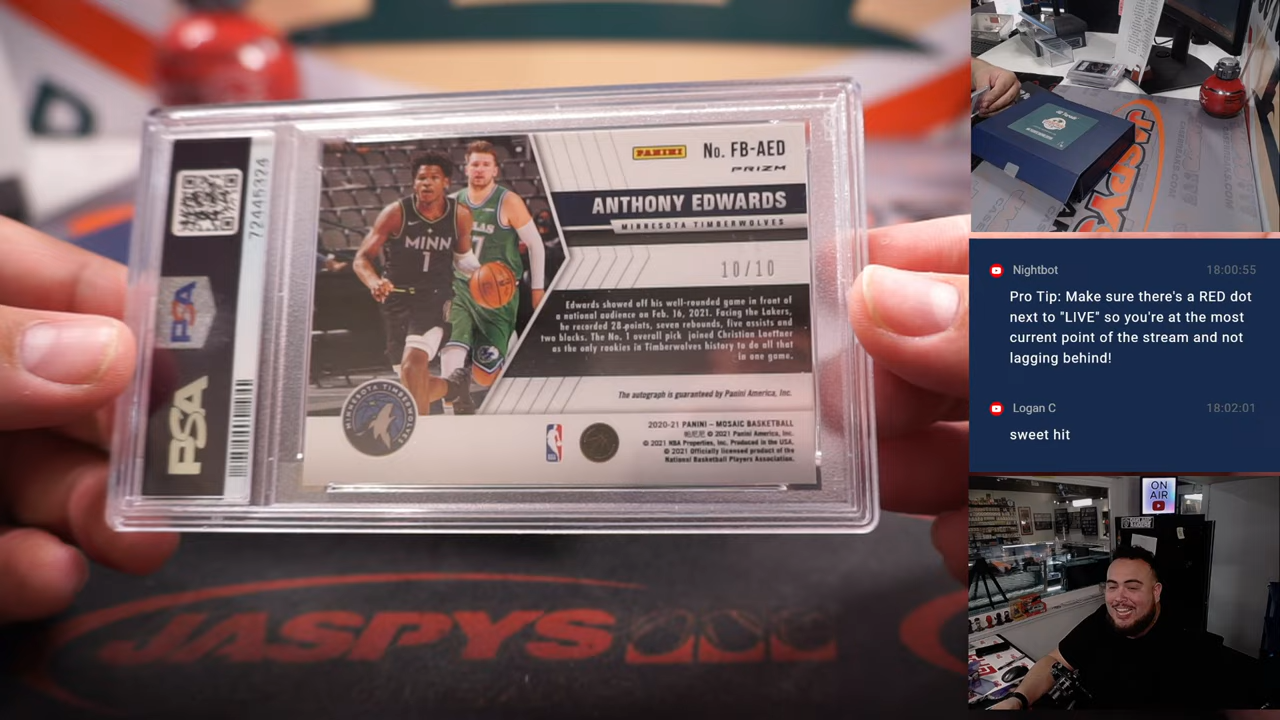 72445324
PSA
PSA
PANINI
No. FB-AED
PRIZM
ANTHONY EDWARDS
MINNESOTA TIMBERWOLVES
10/10
Edwards showed off his well-rounded game in front of
a national audience on Feb. 16, 2021. Facing the Lakers,
he recorded 28 points, seven rebounds, five assists and
two blocks. The No. 1 overall pick joined Christian Laettner
as the only rookies in Timberwolves history to do all that
in one game.
The autograph is guaranteed by Panini America, Inc.
MINN
1
MINNESOTA TIMBERWOLVES
NBA
2020-21 PANINI – MOSAIC BASKETBALL
© 2021 Panini America, Inc.
© 2021 NBA Properties, Inc. Produced in the USA.
© 2021 Officially licensed product of the
National Basketball Players Association.
JASPYS
JASPYS
Nightbot
18:00:55
Pro Tip: Make sure there's a RED dot
next to "LIVE" so you're at the most
current point of the stream and not
lagging behind!
Logan C
18:02:01
sweet hit
ON
AIR